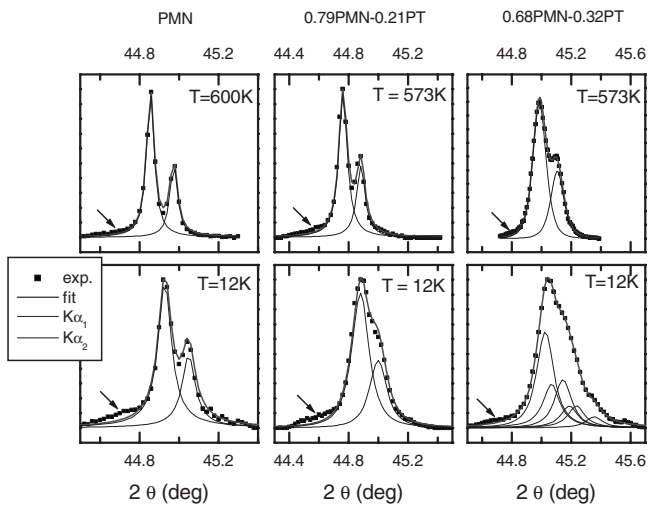 PMN
0.79PMN-0.21PT
0.68PMN-0.32PT
44.8 45.2
44.4 44.8 45.2
44.8 45.2 45.6
T=600K
T = 573K
T=573K
T=12K
T = 12K
T=12K
exp.
fit
Kα₁
Kα₂
44.8 45.2
44.4 44.8 45.2
44.8 45.2 45.6
2 θ (deg)
2 θ (deg)
2 θ (deg)